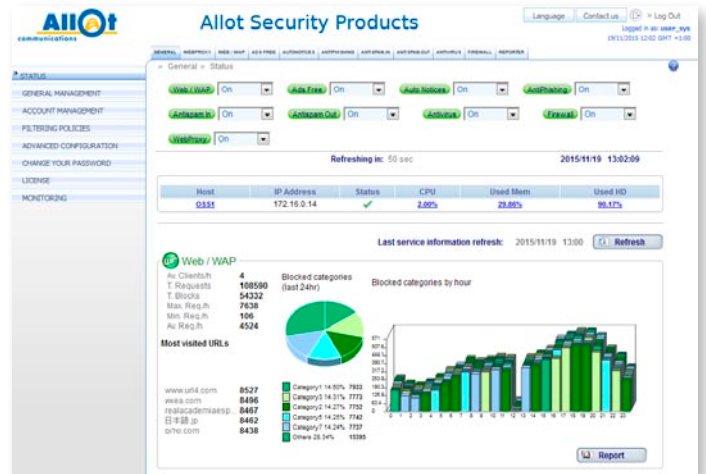 Allot
communications
Allot Security Products
Language
Contact us
» Log Out
Logged in as: user_sys
19/11/2015 12:02 GMT +1:00
GENERAL WEBPROXY WEB / WAP ADS FREE AUTONOTICES ANTIPHISHING ANTISPAM IN ANTISPAM OUT ANTIVIRUS FIREWALL REPORTER
» General » Status
STATUS
GENERAL MANAGEMENT
ACCOUNT MANAGEMENT
FILTERING POLICIES
ADVANCED CONFIGURATION
CHANGE YOUR PASSWORD
LICENSE
MONITORING
Web / WAP On Ads Free On Auto Notices On AntiPhishing On
Antispam In On Antispam Out On Antivirus On Firewall On
WebProxy On
Refreshing in: 50 sec
2015/11/19 13:02:09
Host IP Address Status CPU Used Mem Used HD
OSS1 172.16.0.14 2.00% 29.86% 90.17%
Last service information refresh: 2015/11/19 13:00 Refresh
Web / WAP
Av. Clients/h 4
T. Requests 108590
T. Blocks 54332
Max. Req./h 7638
Min. Req./h 106
Av. Req./h 4524
Most visited URLs
www.url4.com 8527
8496
realacademiaesp... 8467
日本語.jp 8462
8438
Blocked categories
(last 24hr)
Category1 14.60% 7933
Category3 14.31% 7773
Category2 14.27% 7752
Category5 14.25% 7742
Category7 14.24% 7737
Others 28.34% 15395
Blocked categories by hour
0 1 2 3 4 5 6 7 8 9 10 11 12 13 14 15 16 17 18 19 20 21 22 23
Report